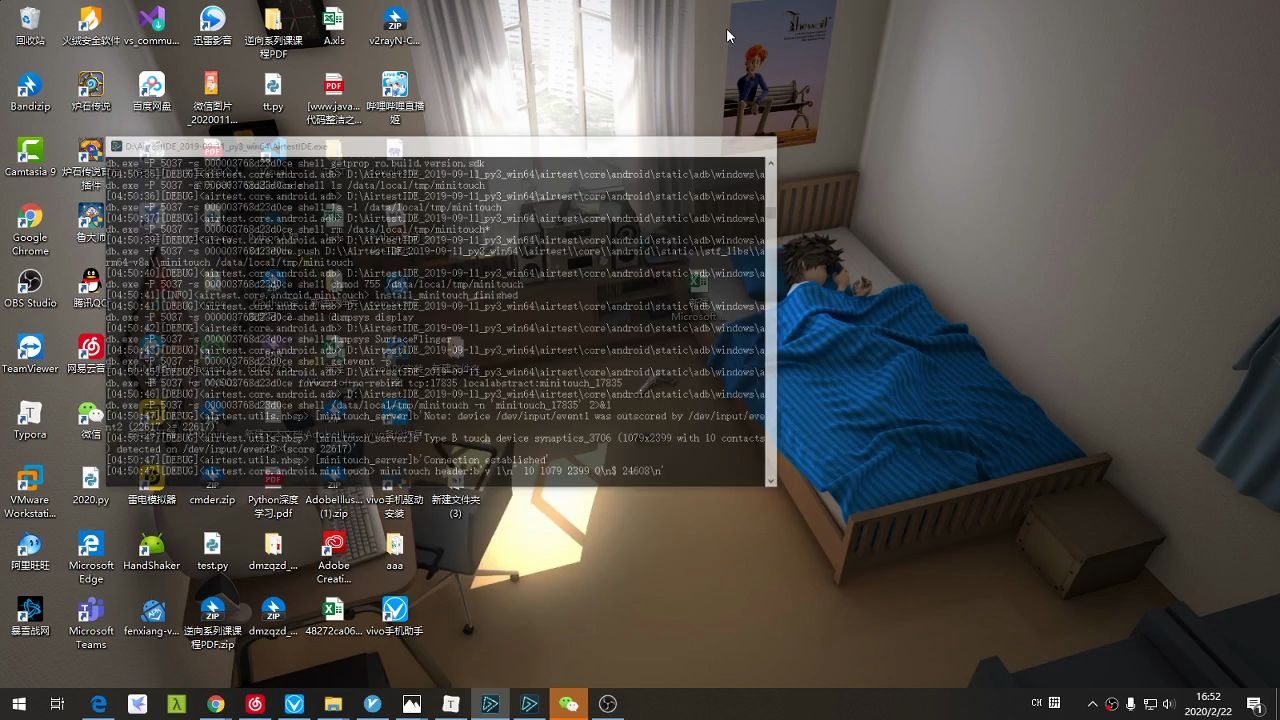 回收站
火绒安全软件
vs_commu...
迅雷影音
逆向系列课课
程PDF
A.xls
v2rayN-C...
Bandizip
炉石传说
百度网盘
微信图片
_2020011...
tt.py
[www.java...
代码整洁之...
哔哩哔哩直播
姬
The wall
D:\AirtestIDE_2019-09-11_py3_win64\AirtestIDE.exe
db.exe -P 5037 -s 000003768d23d0ce shell getprop ro.build.version.sdk
[04:50:35][DEBUG]<airtest.core.android.adb> D:\AirtestIDE_2019-09-11_py3_win64\airtest\core\android\static\adb\windows\a
db.exe -P 5037 -s 000003768d23d0ce shell ls /data/local/tmp/minitouch
[04:50:36][DEBUG]<airtest.core.android.adb> D:\AirtestIDE_2019-09-11_py3_win64\airtest\core\android\static\adb\windows\a
db.exe -P 5037 -s 000003768d23d0ce shell ls -l /data/local/tmp/minitouch
[04:50:37][DEBUG]<airtest.core.android.adb> D:\AirtestIDE_2019-09-11_py3_win64\airtest\core\android\static\adb\windows\a
db.exe -P 5037 -s 000003768d23d0ce shell rm /data/local/tmp/minitouch*
[04:50:39][DEBUG]<airtest.core.android.adb> D:\AirtestIDE_2019-09-11_py3_win64\airtest\core\android\static\adb\windows\a
db.exe -P 5037 -s 000003768d23d0ce push D:\\AirtestIDE_2019-09-11_py3_win64\\airtest\\core\\android\\static\\stf_libs\\a
rm64-v8a\\minitouch /data/local/tmp/minitouch
[04:50:40][DEBUG]<airtest.core.android.adb> D:\AirtestIDE_2019-09-11_py3_win64\airtest\core\android\static\adb\windows\a
db.exe -P 5037 -s 000003768d23d0ce shell chmod 755 /data/local/tmp/minitouch
[04:50:41][INFO]<airtest.core.android.minitouch> install_minitouch finished
[04:50:41][DEBUG]<airtest.core.android.adb> D:\AirtestIDE_2019-09-11_py3_win64\airtest\core\android\static\adb\windows\a
db.exe -P 5037 -s 000003768d23d0ce shell dumpsys display
[04:50:42][DEBUG]<airtest.core.android.adb> D:\AirtestIDE_2019-09-11_py3_win64\airtest\core\android\static\adb\windows\a
db.exe -P 5037 -s 000003768d23d0ce shell dumpsys SurfaceFlinger
[04:50:43][DEBUG]<airtest.core.android.adb> D:\AirtestIDE_2019-09-11_py3_win64\airtest\core\android\static\adb\windows\a
db.exe -P 5037 -s 000003768d23d0ce shell getevent -p
[04:50:45][DEBUG]<airtest.core.android.adb> D:\AirtestIDE_2019-09-11_py3_win64\airtest\core\android\static\adb\windows\a
db.exe -P 5037 -s 000003768d23d0ce forward --no-rebind tcp:17835 localabstract:minitouch_17835
[04:50:46][DEBUG]<airtest.core.android.adb> D:\AirtestIDE_2019-09-11_py3_win64\airtest\core\android\static\adb\windows\a
db.exe -P 5037 -s 000003768d23d0ce shell /data/local/tmp/minitouch -n 'minitouch_17835' 2>&1
[04:50:47][DEBUG]<airtest.utils.nbsp> [minitouch_server]b'Note: device /dev/input/event1 was outscored by /dev/input/eve
nt2 (22617 >= 22617)'
[04:50:47][DEBUG]<airtest.utils.nbsp> [minitouch_server]b'Type B touch device synaptics_3706 (1079x2399 with 10 contacts
) detected on /dev/input/event2 (score 22617)'
[04:50:47][DEBUG]<airtest.utils.nbsp> [minitouch_server]b'Connection established'
[04:50:47][DEBUG]<airtest.core.android.minitouch> minitouch header:b'v 1\n^ 10 1079 2399 0\n$ 24608\n'
Camtasia 9
炉石传说
插件
Google
Chrome
OBS Studio
腾讯QQ
TeamViewer
网易云音
Typora
微信
Microsoft ...
VMware
Workstati...
2020.py
雷电模拟器
cmder.zip
Python深度
学习.pdf
AdobeIllus...
(1).zip
vivo手机驱动
安装
新建文件夹
(3)
阿里旺旺
Microsoft
Edge
HandShaker
test.py
dmzqzd_...
Adobe
Creati...
aaa
暴雪战网
Microsoft
Teams
fenxiang-v...
逆向系列课课
程PDF.zip
dmzqzd_...
48272ca06...
vivo手机助手
CH
16:52
2020/2/22